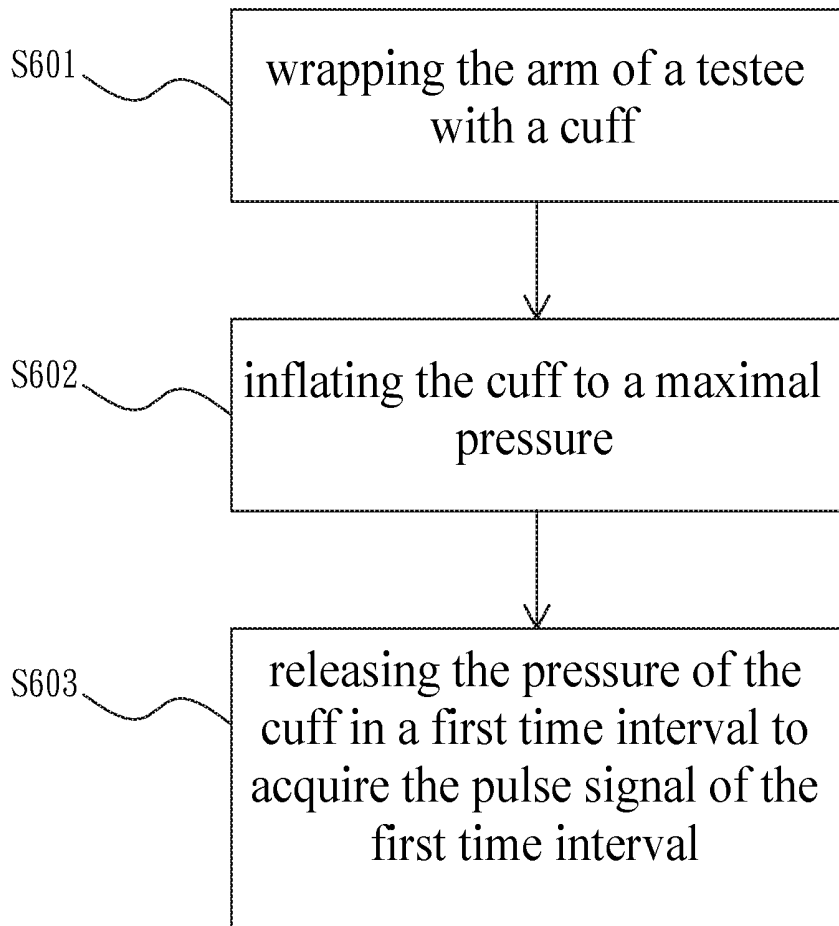 S601
wrapping the arm of a testee
with a cuff
S602
inflating the cuff to a maximal
pressure
S603
releasing the pressure of the
cuff in a first time interval to
acquire the pulse signal of the
first time interval